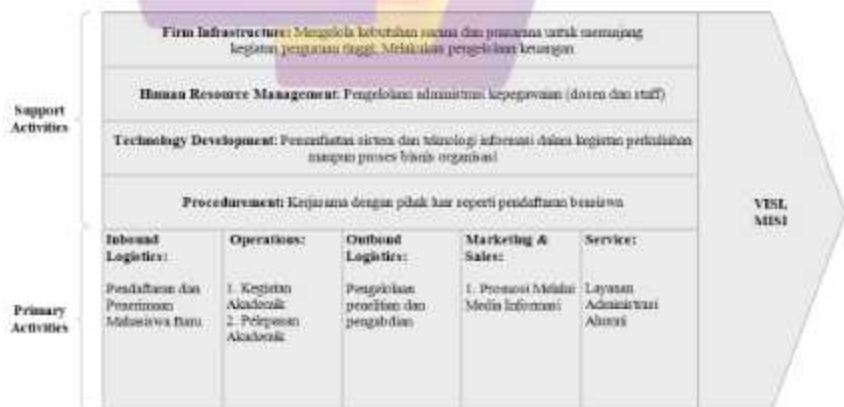 Firm Infrastructure: Mengelola kebutuhan sarana dan prasarana untuk menunjang
kegiatan perguruan tinggi. Melakukan pengelolaan keuangan
Human Resource Management: Pengelolaan administrasi kepegawaian (dosen dan staff)
Support
Activities
Technology Development: Pemanfaatan sistem dan teknologi informasi dalam kegiatan perkuliahan
maupun proses bisnis organisasi
Procedurement: Kerjasama dengan pihak luar seperti pendaftaran beasiswa
VISI,
MISI
Inbound
Logistics:
Pendaftaran dan
Penerimaan
Mahasiswa Baru
Operations:
1. Kegiatan
Akademik
2. Pelepasan
Akademik
Outbond
Logistics:
Pengelolaan
penelitian dan
pengabdian
Marketing &
Sales:
1. Promosi Melalui
Media Informasi
Service:
Layanan
Administrasi
Alumni
Primary
Activities